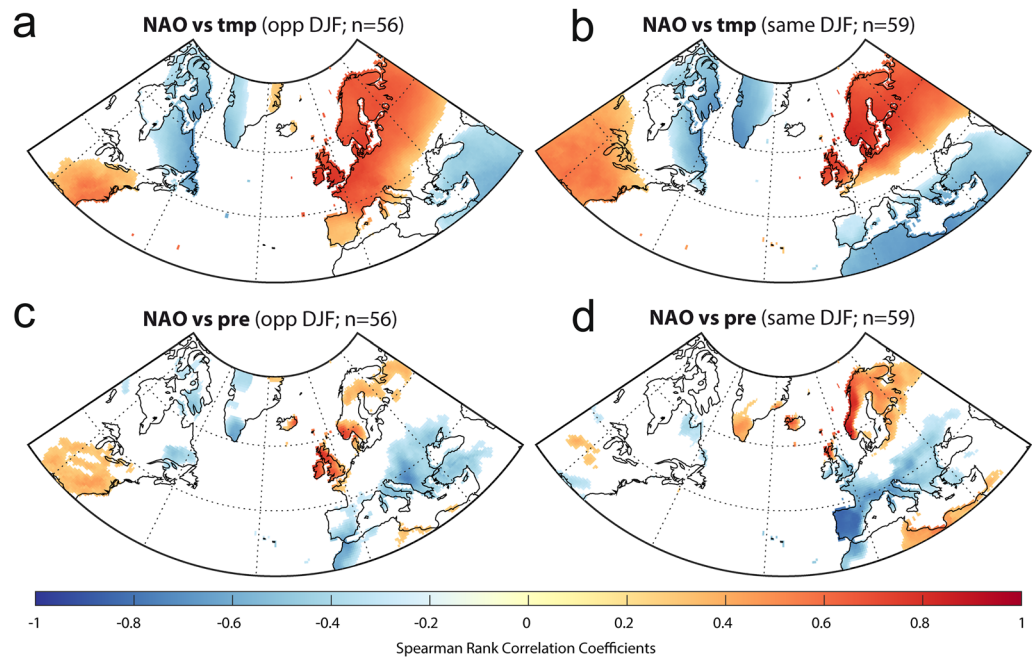 a
NAO vs tmp (opp DJF; n=56)
b
NAO vs tmp (same DJF; n=59)
c
NAO vs pre (opp DJF; n=56)
d
NAO vs pre (same DJF; n=59)
-1 -0.8 -0.6 -0.4 -0.2 0 0.2 0.4 0.6 0.8 1
Spearman Rank Correlation Coefficients